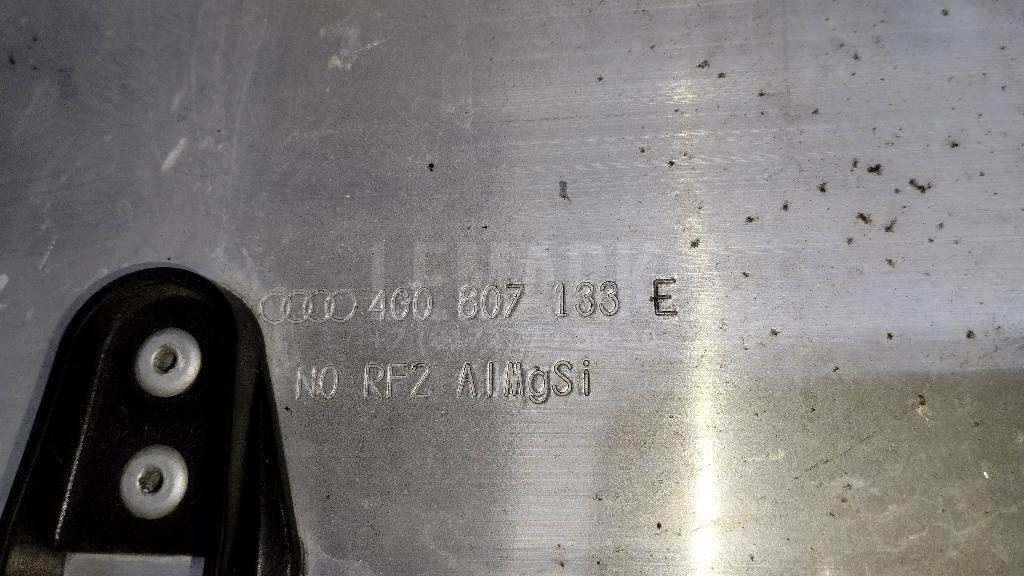 4G0 807 133 E
NO RF2 AlMgSi